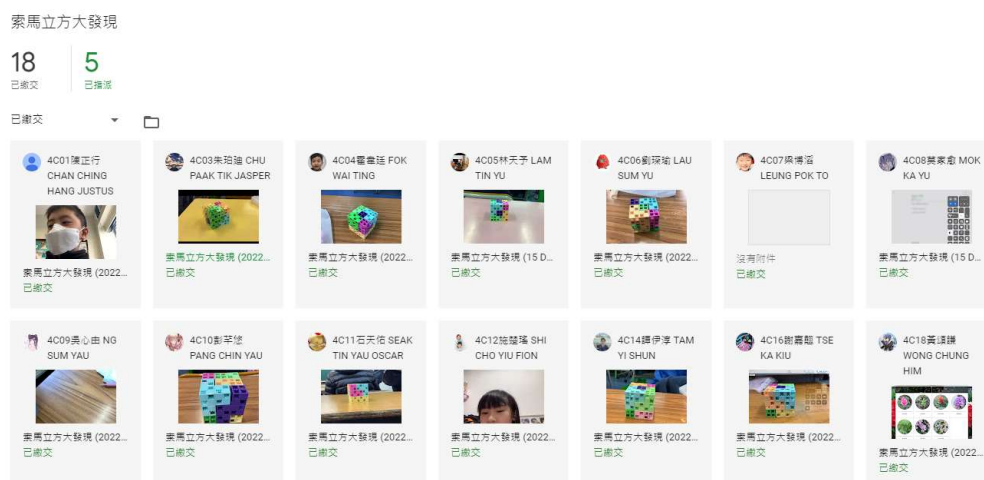 索馬立方大發現
18
已繳交
5
已指派
已繳交
4C01陳正行
CHAN CHING
HANG JUSTUS
索馬立方大發現 (2022...
已繳交
4C03朱珀迪 CHU
PAAK TIK JASPER
索馬立方大發現 (2022...
已繳交
4C04霍韋廷 FOK
WAI TING
索馬立方大發現 (2022...
已繳交
4C05林天予 LAM
TIN YU
索馬立方大發現 (15 D...
已繳交
4C06劉琛瑜 LAU
SUM YU
索馬立方大發現 (2022...
已繳交
4C07梁博滔
LEUNG POK TO
沒有附件
已繳交
4C08莫家愈 MOK
KA YU
索馬立方大發現 (15 D...
已繳交
4C09吳心由 NG
SUM YAU
索馬立方大發現 (2022...
已繳交
4C10彭芊悠
PANG CHIN YAU
索馬立方大發現 (2022...
已繳交
4C11石天佑 SEAK
TIN YAU OSCAR
索馬立方大發現 (2022...
已繳交
4C12施楚瑤 SHI
CHO YIU FION
索馬立方大發現 (2022...
已繳交
4C14譚伊淳 TAM
YI SHUN
索馬立方大發現 (2022...
已繳交
4C16謝嘉翹 TSE
KA KIU
索馬立方大發現 (2022...
已繳交
4C18黃頌謙
WONG CHUNG
HIM
索馬立方大發現 (2022...
已繳交